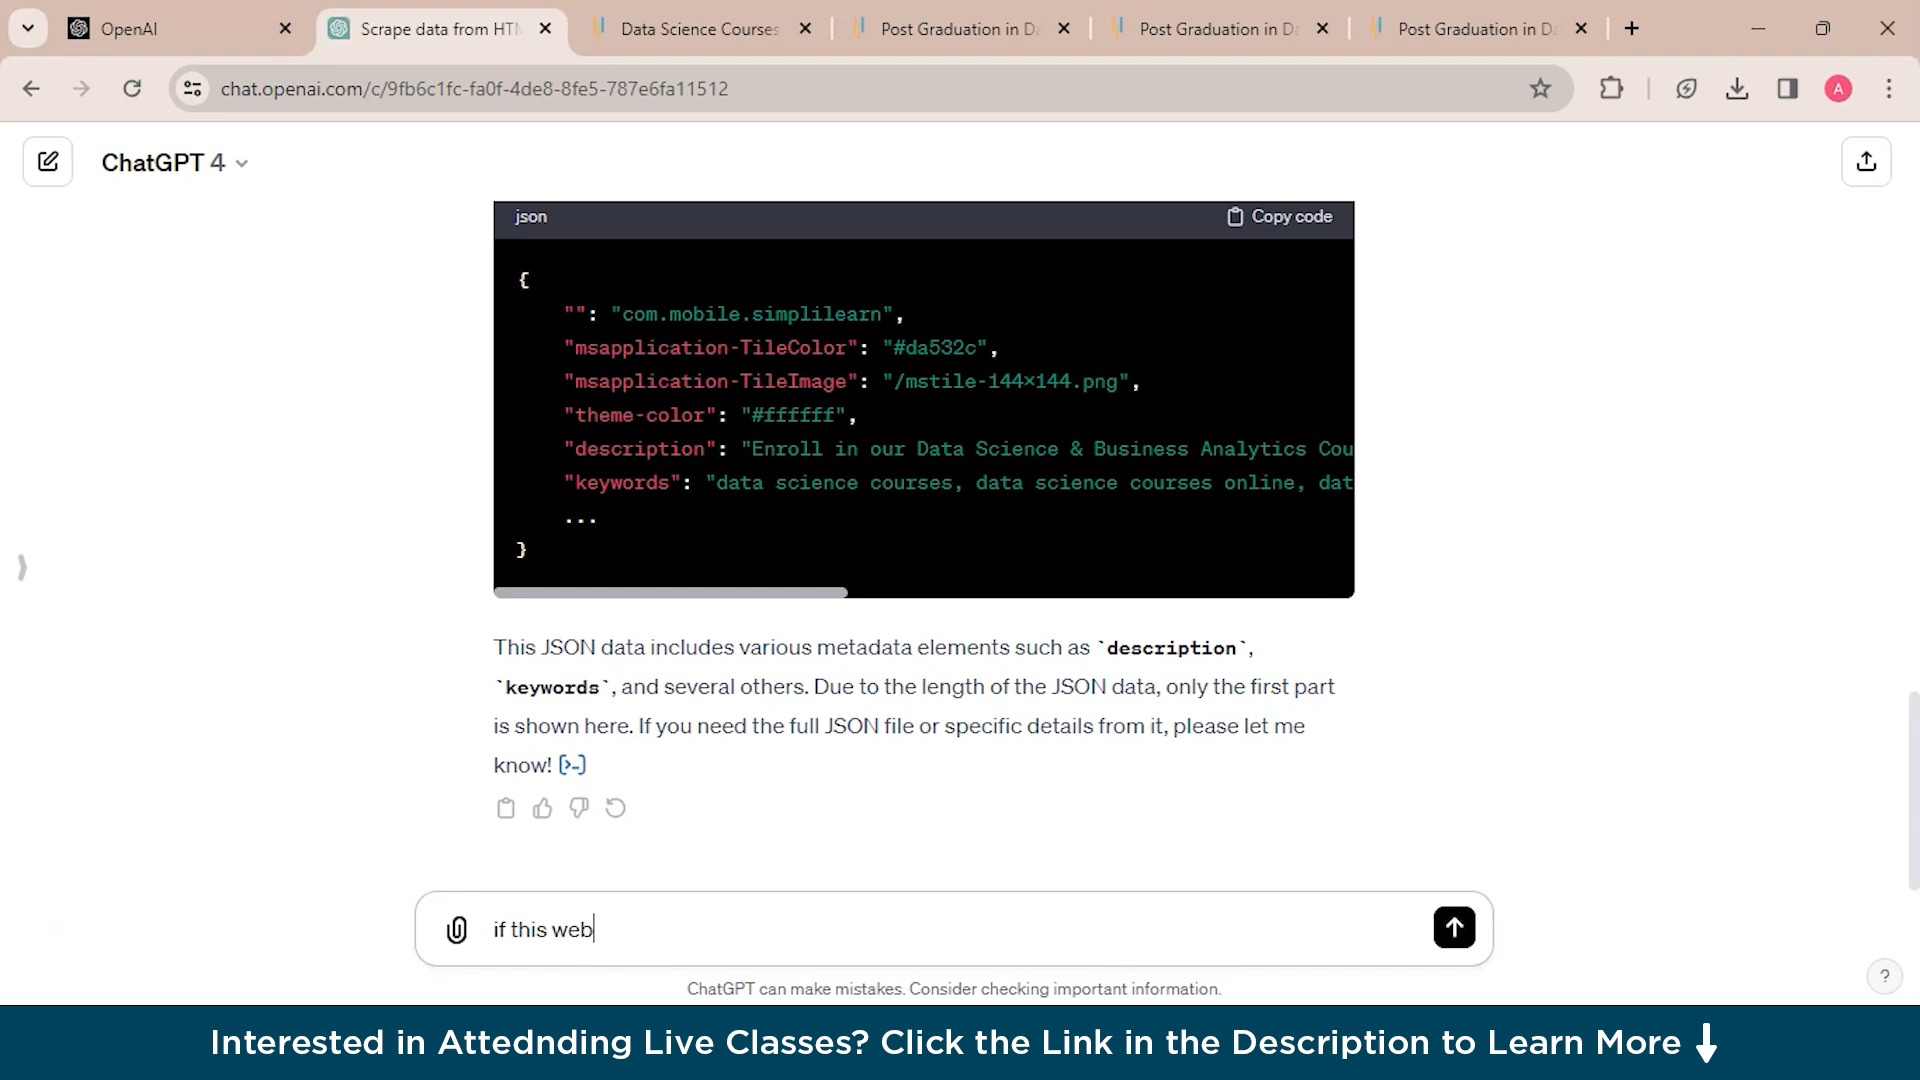 OpenAI
Scrape data from HTM
Data Science Courses
Post Graduation in Da
Post Graduation in Da
Post Graduation in Da
chat.openai.com/c/9fb6c1fc-fa0f-4de8-8fe5-787e6fa11512
A
ChatGPT 4
json
Copy code
{
"": "com.mobile.simplilearn",
"msapplication-TileColor": "#da532c",
"msapplication-TileImage": "/mstile-144x144.png",
"theme-color": "#ffffff",
"description": "Enroll in our Data Science & Business Analytics Cou
"keywords": "data science courses, data science courses online, dat
...
}
This JSON data includes various metadata elements such as `description`,
`keywords`, and several others. Due to the length of the JSON data, only the first part
is shown here. If you need the full JSON file or specific details from it, please let me
know! [>-]
if this web
ChatGPT can make mistakes. Consider checking important information.
?
Interested in Attednding Live Classes? Click the Link in the Description to Learn More